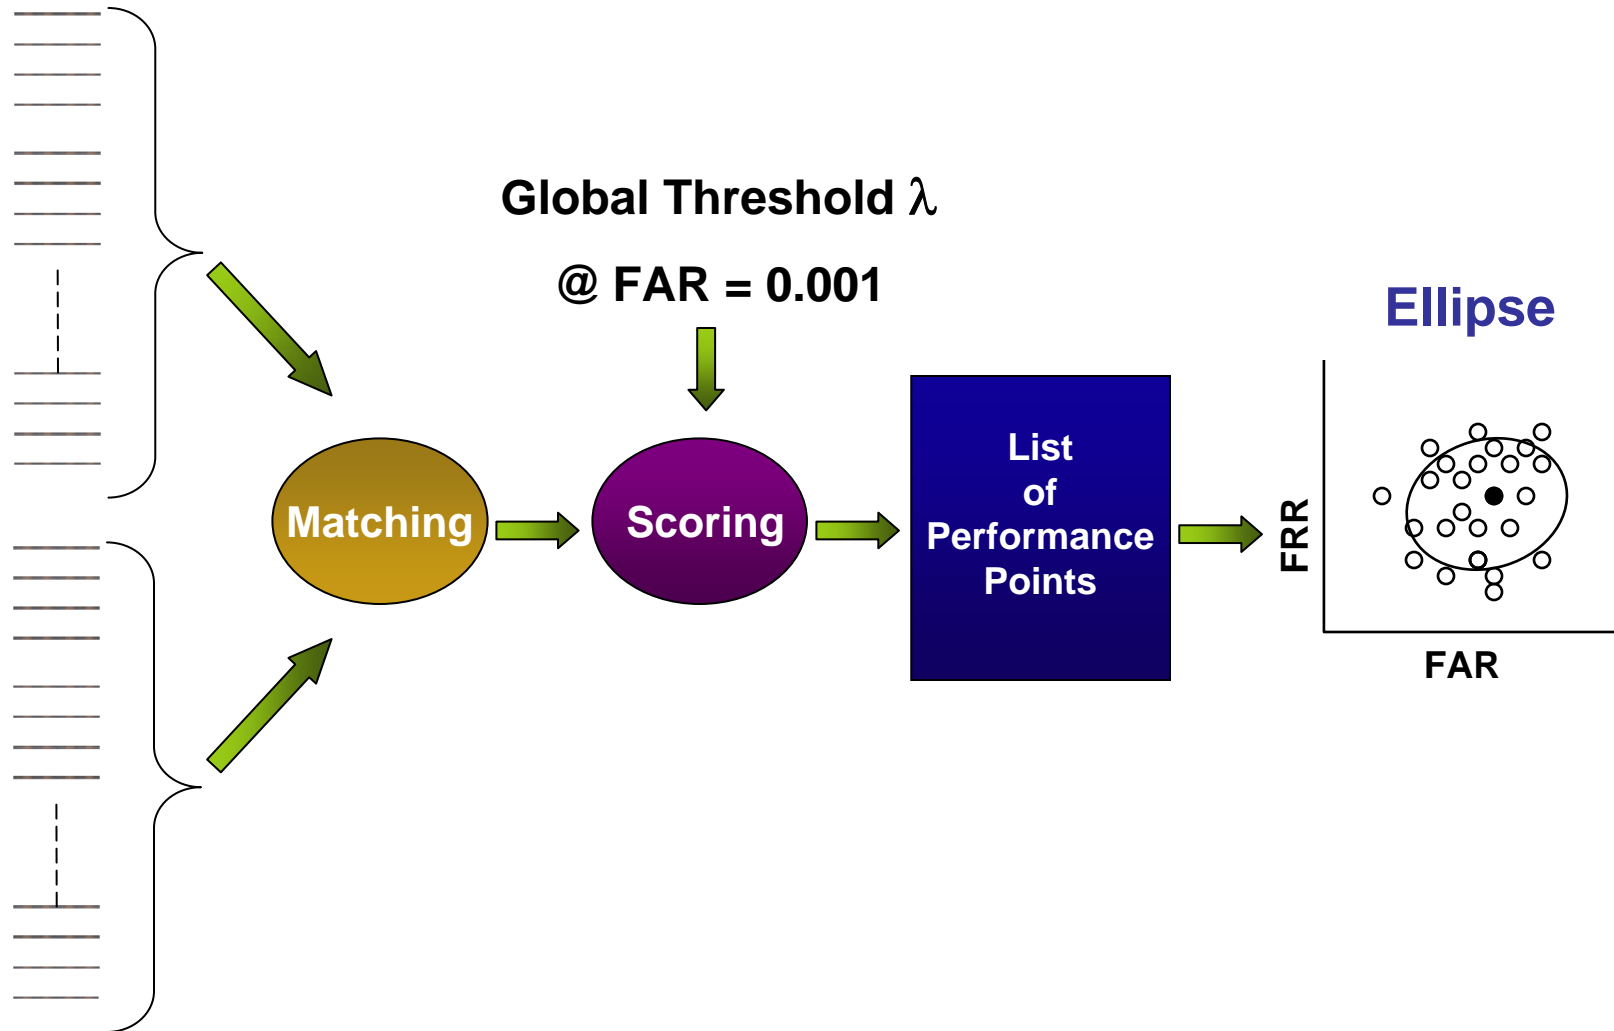 Global Threshold λ
@ FAR = 0.001
Ellipse
Matching
Scoring
List
of
Performance
Points
FRR
FAR